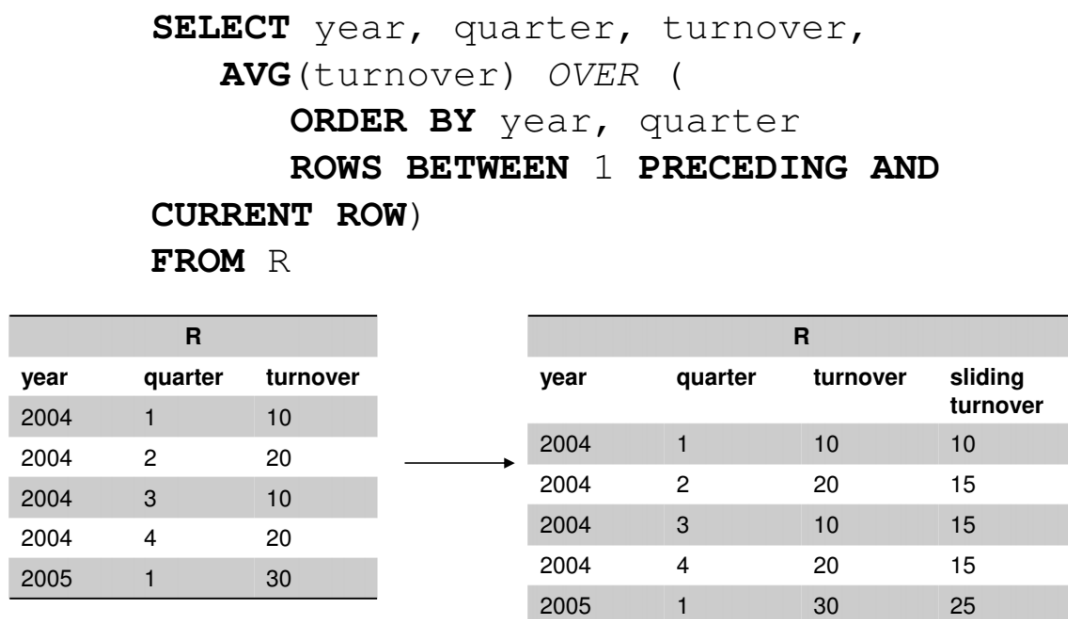 SELECT year, quarter, turnover,
AVG(turnover) OVER (
ORDER BY year, quarter
ROWS BETWEEN 1 PRECEDING AND
CURRENT ROW)
FROM R
R
year quarter turnover
2004 1 10
2004 2 20
2004 3 10
2004 4 20
2005 1 30
R
year quarter turnover sliding
turnover
2004 1 10 10
2004 2 20 15
2004 3 10 15
2004 4 20 15
2005 1 30 25